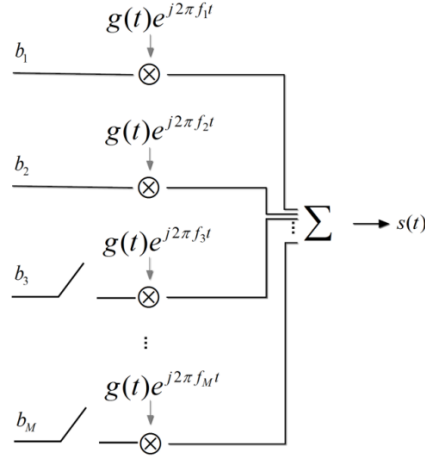 g(t)e^{j2πf_1t}
b_1
g(t)e^{j2πf_2t}
b_2
∑ s(t)
g(t)e^{j2πf_3t}
b_3
...
g(t)e^{j2πf_Mt}
b_M